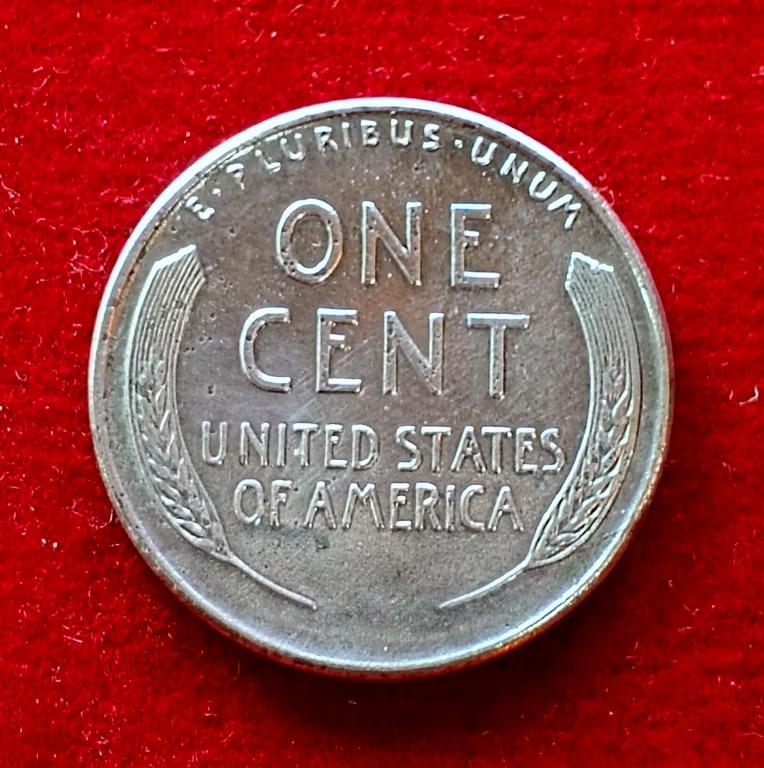 E·PLURIBUS·UNUM
ONE
CENT
UNITED STATES
OF AMERICA